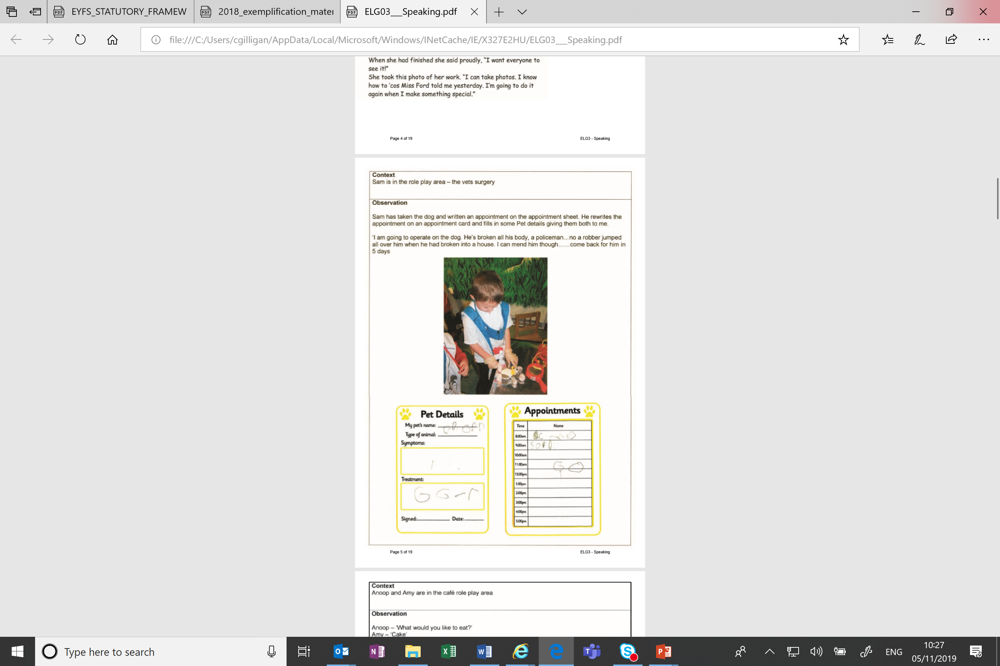 EYFS_STATUTORY_FRAMEW
2018_exemplification_mater
ELG03__Speaking.pdf
file:///C:/Users/cgilligan/AppData/Local/Microsoft/Windows/INetCache/IE/X327E2HU/ELG03__Speaking.pdf
When she had finished she said proudly, "I want everyone to
see it!"
She took this photo of her work. "I can take photos. I know
how to 'cos Miss Ford told me yesterday. I'm going to do it
again when I make something special."
Page 4 of 19 ELG3 - Speaking
Context
Sam is in the role play area – the vets surgery
Observation
Sam has taken the dog and written an appointment on the appointment sheet. He rewrites the
appointment on an appointment card and fills in some Pet details giving them both to me.
'I am going to operate on the dog. He's broken all his body, a policeman...no a robber jumped
all over him when he had broken into a house. I can mend him though......come back for him in
5 days
Pet Details
My pet's name:
Type of animal:
Symptoms:
Treatment:
Signed: Date:
Appointments
Time Name
8:00am
9:00am
10:00am
11:00am
12:00pm
1:00pm
2:00pm
3:00pm
4:00pm
5:00pm
Page 5 of 19 ELG3 - Speaking
Context
Anoop and Amy are in the café role play area
Observation
Anoop – 'What would you like to eat?'
Amy – 'Cake'
Type here to search
ENG
10:27
05/11/2019